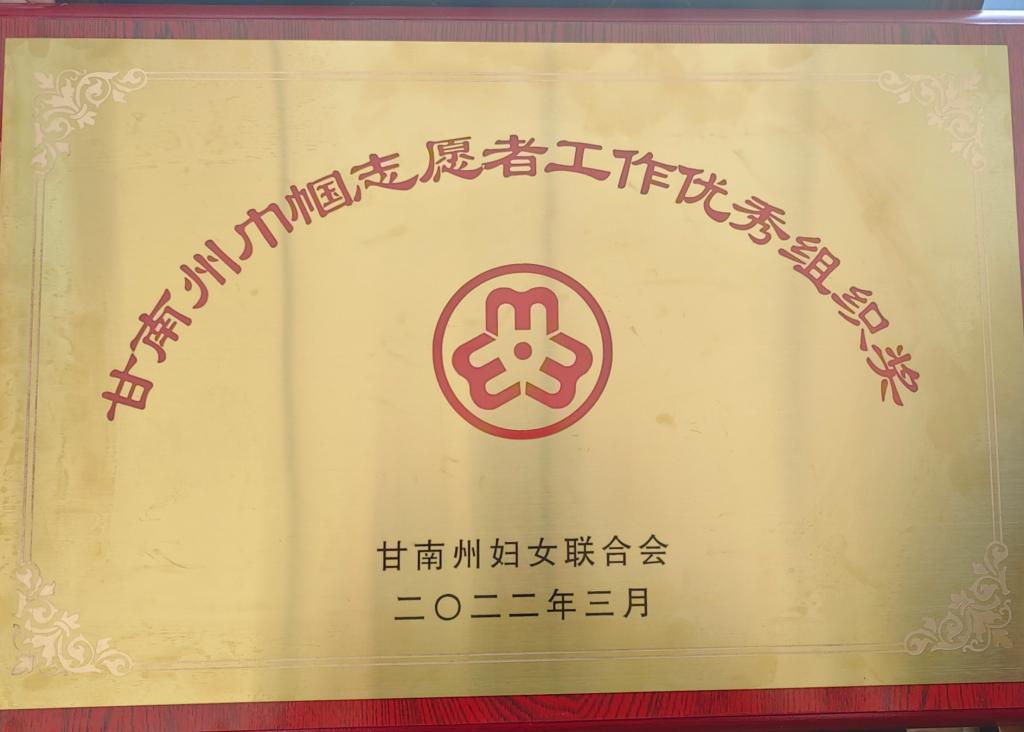 甘南州巾帼志愿者工作优秀组织奖
甘南州妇女联合会
二〇二二年三月